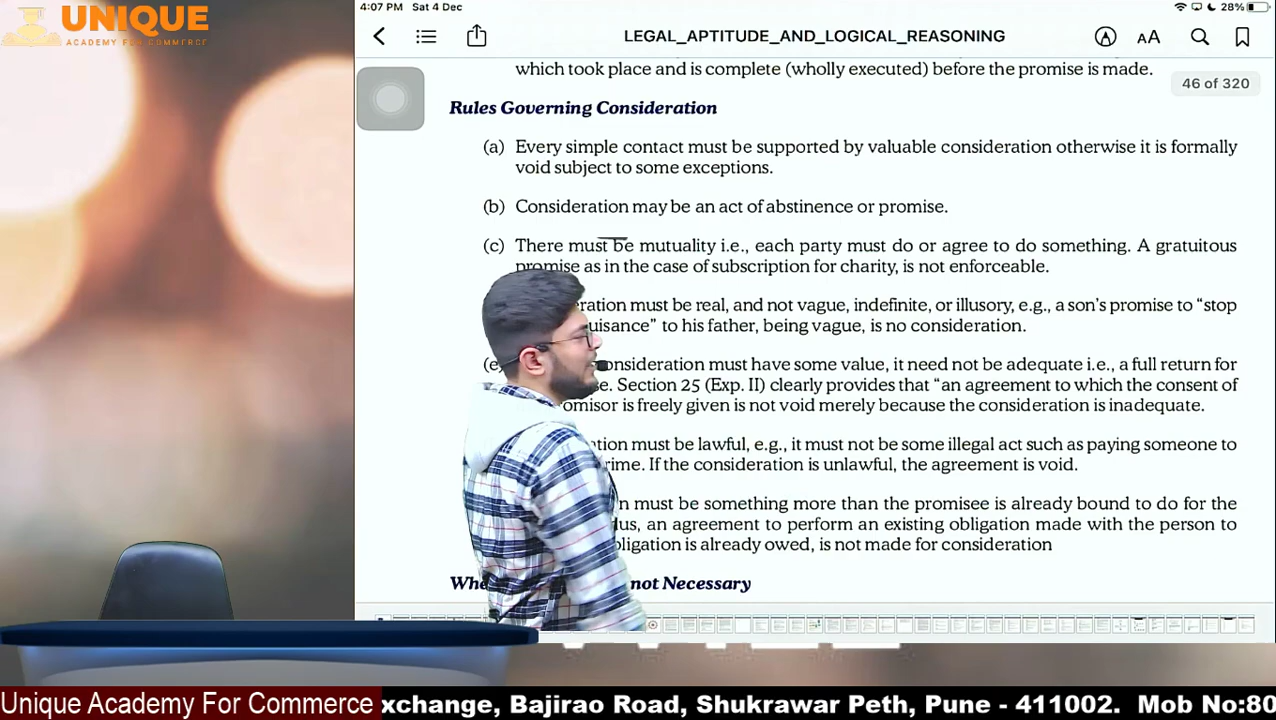 4:07 PM Sat 4 Dec
28%
UNIQUE
ACADEMY FOR COMMERCE
LEGAL_APTITUDE_AND_LOGICAL_REASONING
AA
which took place and is complete (wholly executed) before the promise is made.
46 of 320
Rules Governing Consideration
(a) Every simple contact must be supported by valuable consideration otherwise it is formally
void subject to some exceptions.
(b) Consideration may be an act of abstinence or promise.
(c) There must be mutuality i.e., each party must do or agree to do something. A gratuitous
promise as in the case of subscription for charity, is not enforceable.
must be real, and not vague, indefinite, or illusory, e.g., a son's promise to "stop
to his father, being vague, is no consideration.
(e) must have some value, it need not be adequate i.e., a full return for
Section 25 (Exp. II) clearly provides that "an agreement to which the consent of
is freely given is not void merely because the consideration is inadequate.
must be lawful, e.g., it must not be some illegal act such as paying someone to
If the consideration is unlawful, the agreement is void.
must be something more than the promisee is already bound to do for the
an agreement to perform an existing obligation made with the person to
is already owed, is not made for consideration
not Necessary
Unique Academy For Commerce
xchange, Bajirao Road, Shukrawar Peth, Pune - 411002. Mob No:80